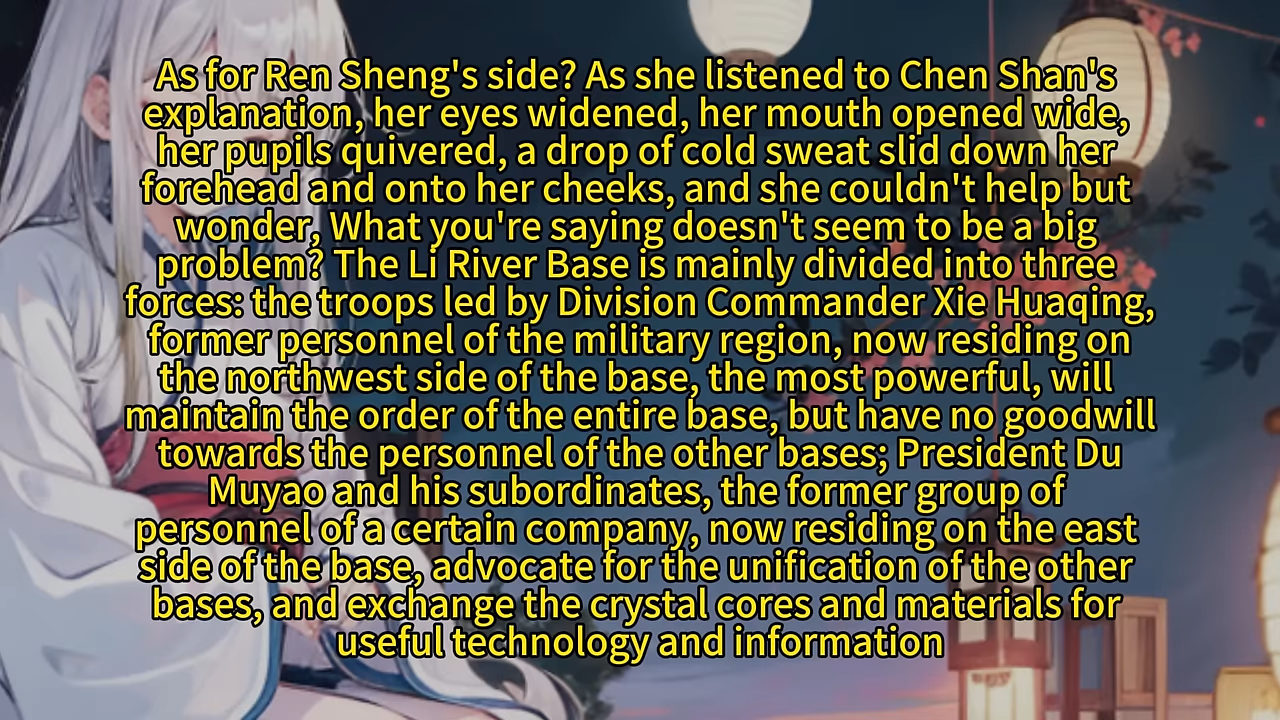 As for Ren Sheng's side? As she listened to Chen Shan's
explanation, her eyes widened, her mouth opened wide,
her pupils quivered, a drop of cold sweat slid down her
forehead and onto her cheeks, and she couldn't help but
wonder, What you're saying doesn't seem to be a big
problem? The Li River Base is mainly divided into three
forces: the troops led by Division Commander Xie Huaqing,
former personnel of the military region, now residing on
the northwest side of the base, the most powerful, will
maintain the order of the entire base, but have no goodwill
towards the personnel of the other bases; President Du
Muyao and his subordinates, the former group of
personnel of a certain company, now residing on the east
side of the base, advocate for the unification of the other
bases, and exchange the crystal cores and materials for
useful technology and information